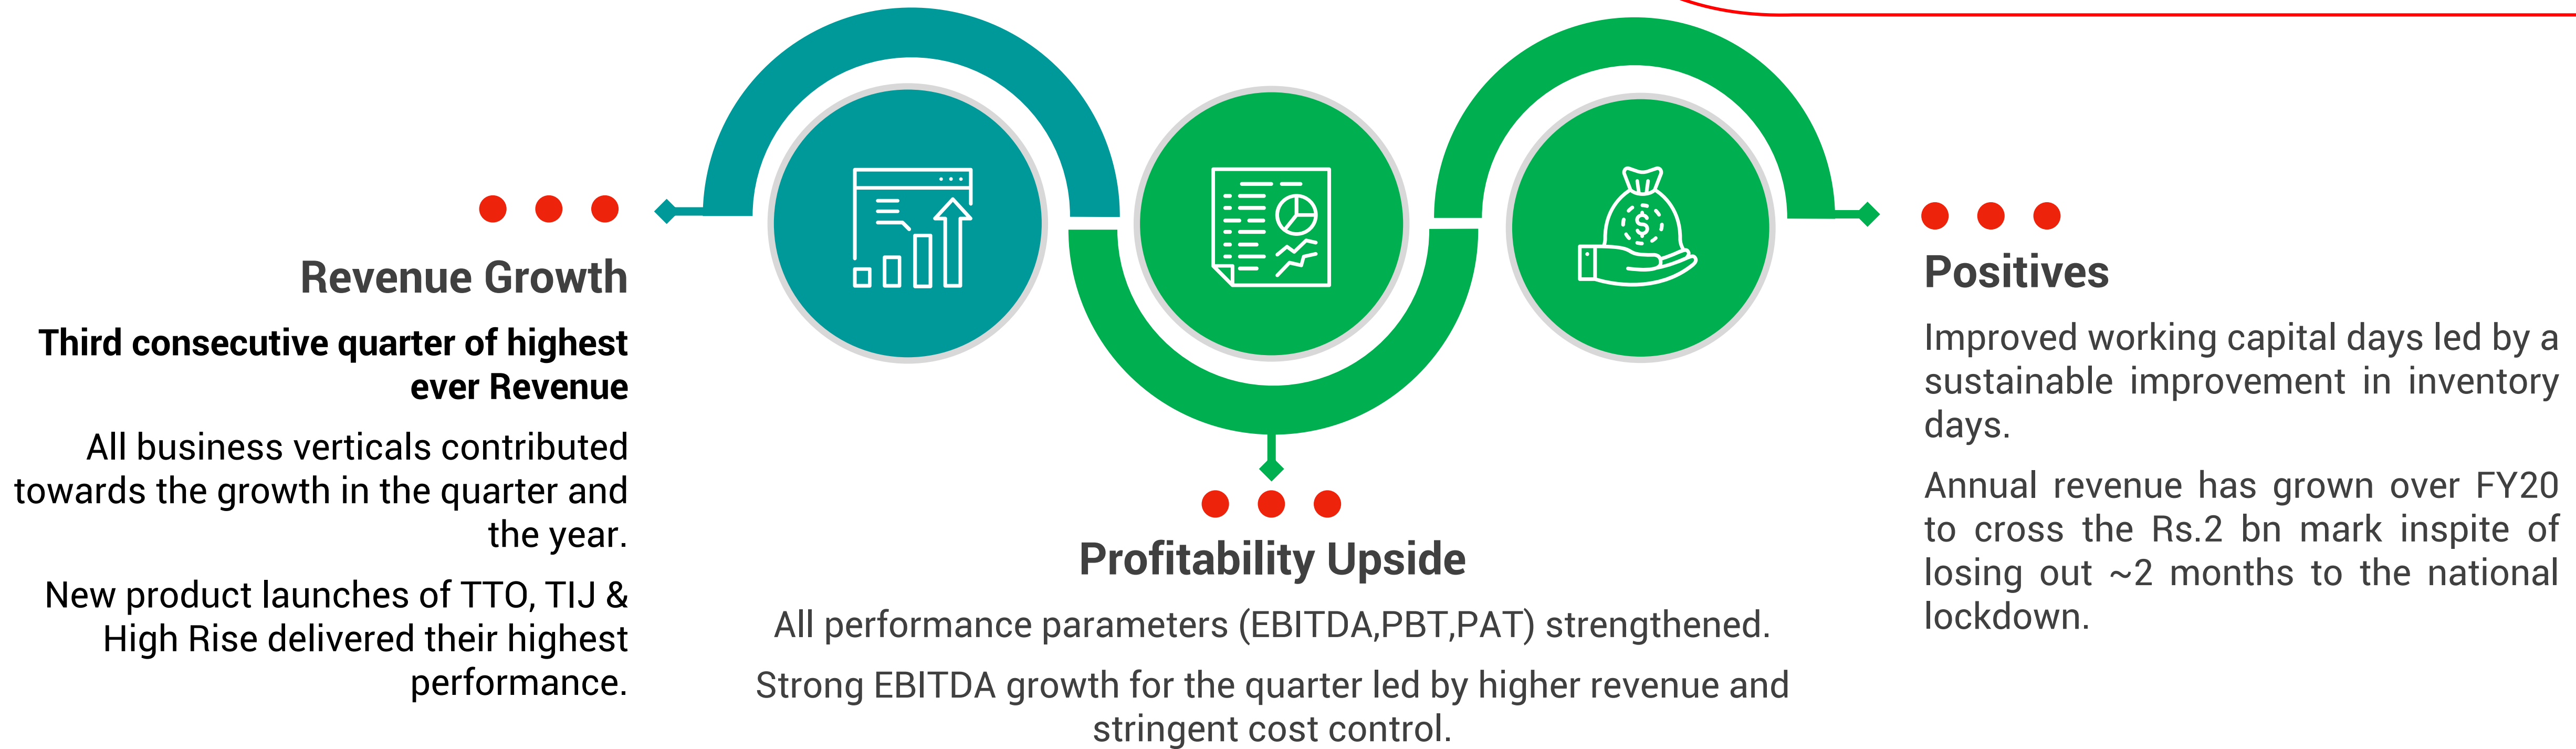 Revenue Growth
Third consecutive quarter of highest
ever Revenue
All business verticals contributed
towards the growth in the quarter and
the year.
New product launches of TTO, TIJ &
High Rise delivered their highest
performance.
Profitability Upside
All performance parameters (EBITDA,PBT,PAT) strengthened.
Strong EBITDA growth for the quarter led by higher revenue and
stringent cost control.
Positives
Improved working capital days led by a
sustainable improvement in inventory
days.
Annual revenue has grown over FY20
to cross the Rs.2 bn mark inspite of
losing out ~2 months to the national
lockdown.
$